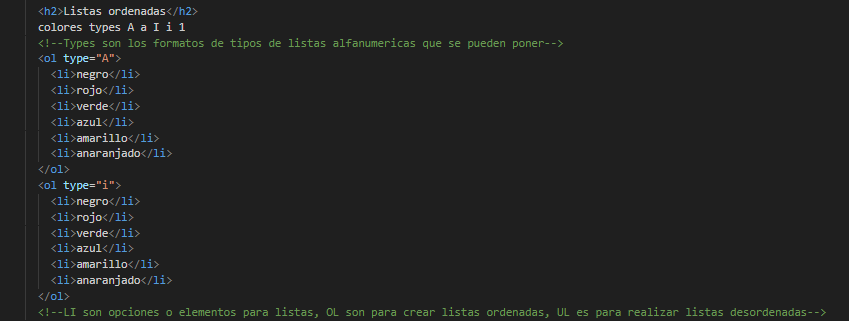 <h2>Listas ordenadas</h2>
colores types A a I i 1
<!--Types son los formatos de tipos de listas alfanumericas que se pueden poner-->
<ol type="A">
<li>negro</li>
<li>rojo</li>
<li>verde</li>
<li>azul</li>
<li>amarillo</li>
<li>anaranjado</li>
</ol>
<ol type="i">
<li>negro</li>
<li>rojo</li>
<li>verde</li>
<li>azul</li>
<li>amarillo</li>
<li>anaranjado</li>
</ol>
<!--LI son opciones o elementos para listas, OL son para crear listas ordenadas, UL es para realizar listas desordenadas-->